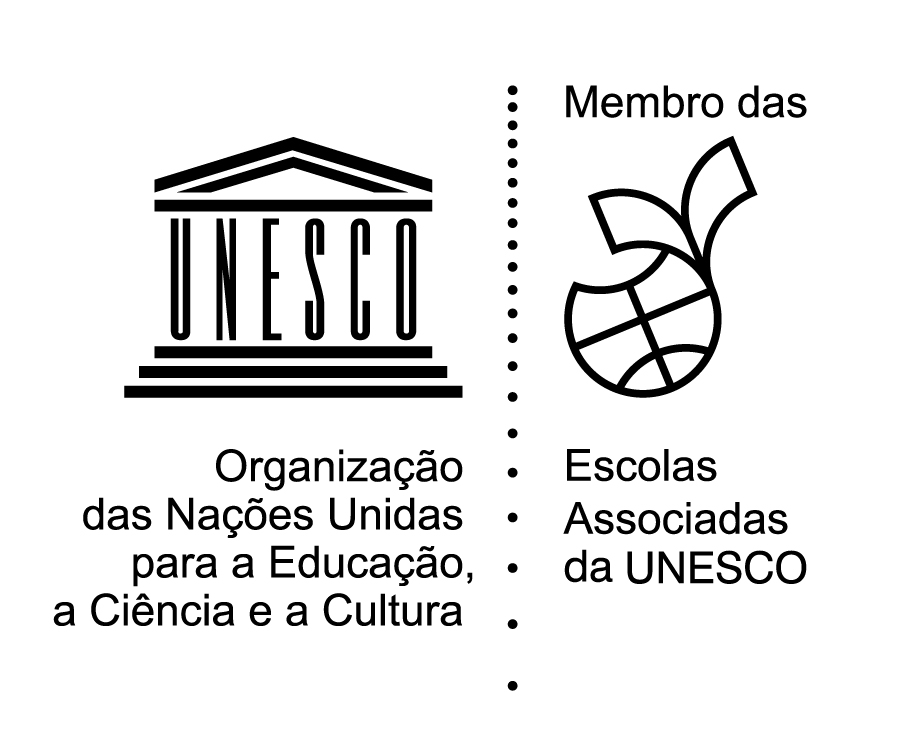 UNESCO
Organização
das Nações Unidas
para a Educação,
a Ciência e a Cultura
Membro das
Escolas
Associadas
da UNESCO